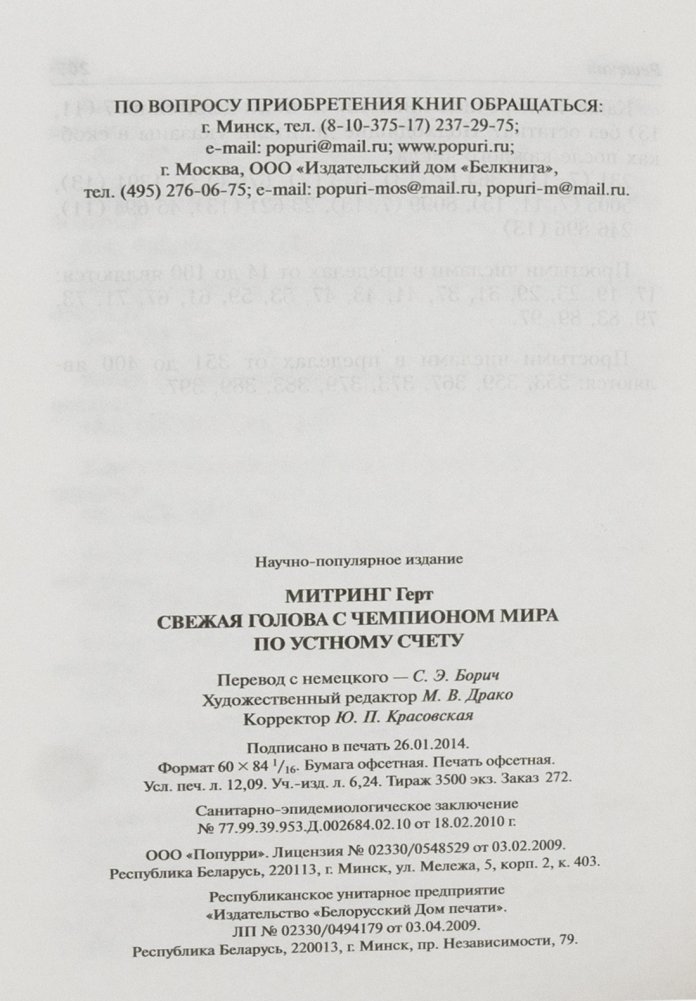 ПО ВОПРОСУ ПРИОБРЕТЕНИЯ КНИГ ОБРАЩАТЬСЯ:
г. Минск, тел. (8-10-375-17) 237-29-75;
e-mail: popuri@mail.ru; www.popuri.ru;
г. Москва, ООО «Издательский дом «Белкнига»,
тел. (495) 276-06-75; e-mail: popuri-mos@mail.ru, popuri-m@mail.ru.
Научно-популярное издание
МИТРИНГ Герт
СВЕЖАЯ ГОЛОВА С ЧЕМПИОНОМ МИРА
ПО УСТНОМУ СЧЕТУ
Перевод с немецкого — С. Э. Борич
Художественный редактор М. В. Драко
Корректор Ю. П. Красовская
Подписано в печать 26.01.2014.
Формат 60 × 84 1/16. Бумага офсетная. Печать офсетная.
Усл. печ. л. 12,09. Уч.-изд. л. 6,24. Тираж 3500 экз. Заказ 272.
Санитарно-эпидемиологическое заключение
№ 77.99.39.953.Д.002684.02.10 от 18.02.2010 г.
ООО «Попурри». Лицензия № 02330/0548529 от 03.02.2009.
Республика Беларусь, 220113, г. Минск, ул. Мележа, 5, корп. 2, к. 403.
Республиканское унитарное предприятие
«Издательство «Белорусский Дом печати».
ЛП № 02330/0494179 от 03.04.2009.
Республика Беларусь, 220013, г. Минск, пр. Независимости, 79.